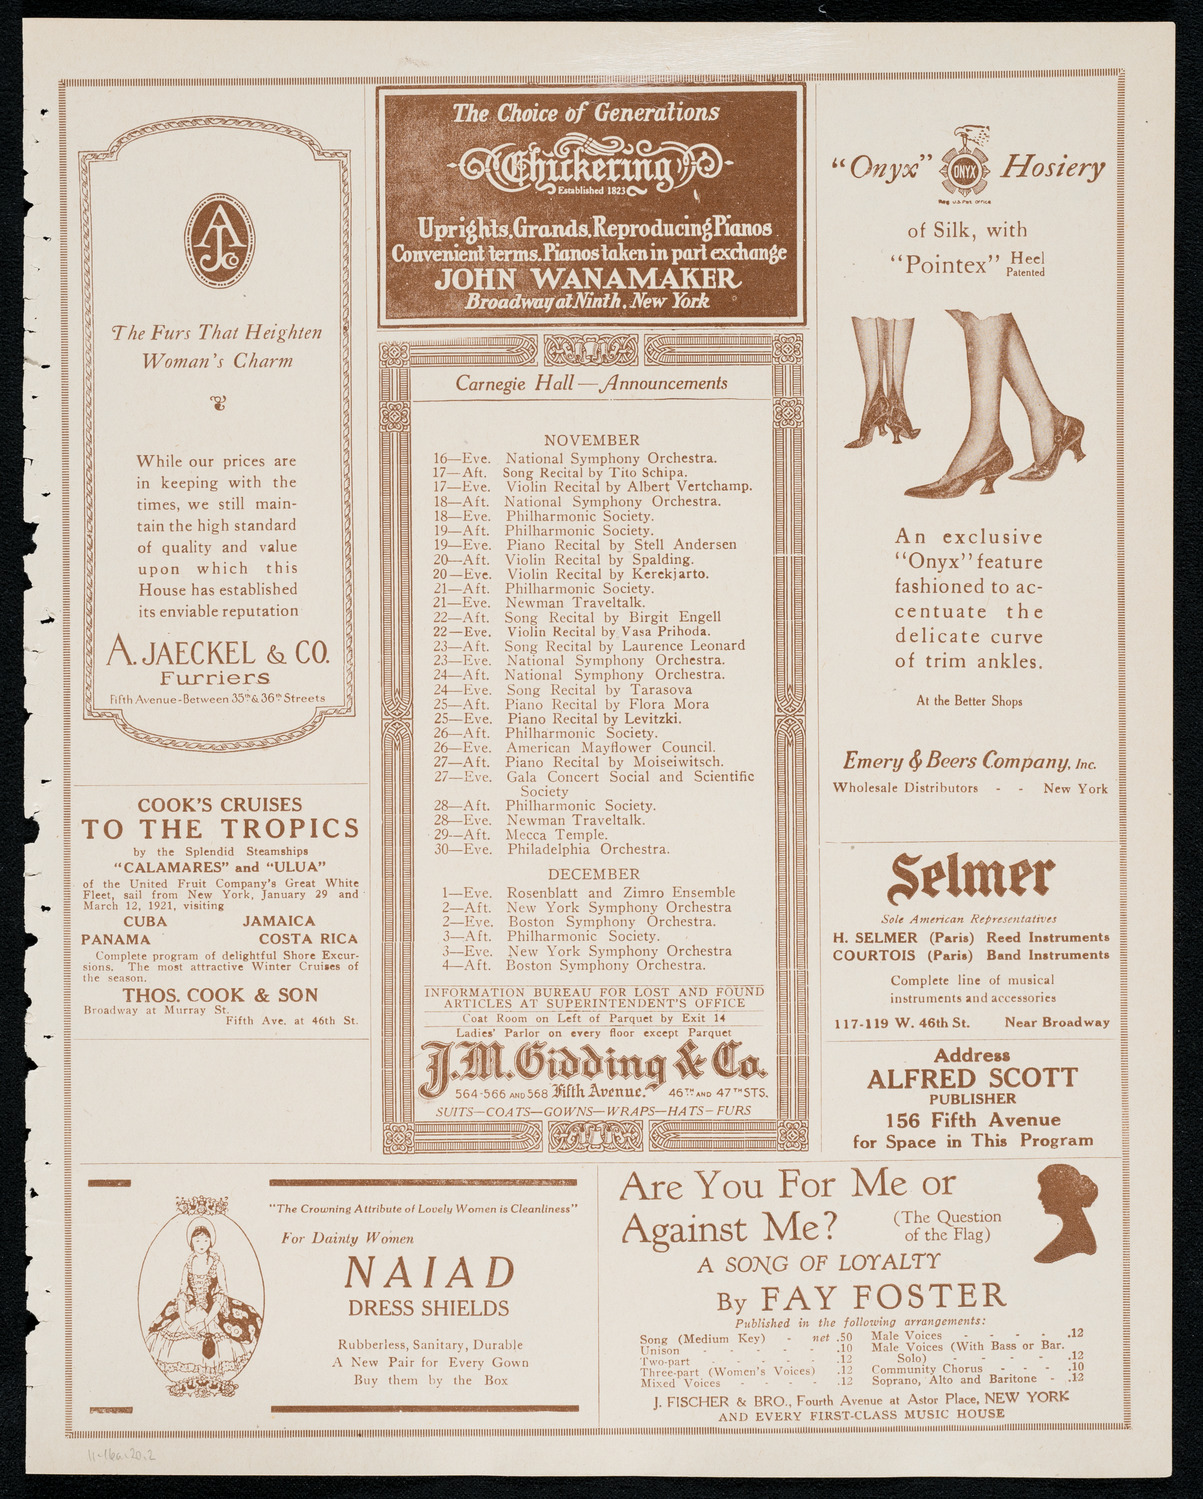 AJCo
The Furs That Heighten
Woman's Charm
While our prices are
in keeping with the
times, we still main-
tain the high standard
of quality and value
upon which this
House has established
its enviable reputation
A. JAECKEL & CO.
Furriers
Fifth Avenue-Between 35th & 36th Streets
COOK'S CRUISES
TO THE TROPICS
by the Splendid Steamships
"CALAMARES" and "ULUA"
of the United Fruit Company's Great White
Fleet, sail from New York, January 29 and
March 12, 1921, visiting
CUBA JAMAICA
PANAMA COSTA RICA
Complete program of delightful Shore Excur-
sions. The most attractive Winter Cruises of
the season.
THOS. COOK & SON
Broadway at Murray St.
Fifth Ave. at 46th St.
The Choice of Generations
Chickering
Established 1823
Uprights, Grands, Reproducing Pianos
Convenient terms. Pianos taken in part exchange
JOHN WANAMAKER
Broadway at Ninth, New York
Carnegie Hall — Announcements
NOVEMBER
16—Eve. National Symphony Orchestra.
17—Aft. Song Recital by Tito Schipa.
17—Eve. Violin Recital by Albert Vertchamp.
18—Aft. National Symphony Orchestra.
18—Eve. Philharmonic Society.
19—Aft. Philharmonic Society.
19—Eve. Piano Recital by Stell Andersen
20—Aft. Violin Recital by Spalding.
20—Eve. Violin Recital by Kerekjarto.
21—Aft. Philharmonic Society.
21—Eve. Newman Traveltalk.
22—Aft. Song Recital by Birgit Engell
22—Eve. Violin Recital by Vasa Prihoda.
23—Aft. Song Recital by Laurence Leonard
23—Eve. National Symphony Orchestra.
24—Aft. National Symphony Orchestra.
24—Eve. Song Recital by Tarasova
25—Aft. Piano Recital by Flora Mora
25—Eve. Piano Recital by Levitzki.
26—Aft. Philharmonic Society.
26—Eve. American Mayflower Council.
27—Aft. Piano Recital by Moiseiwitsch.
27—Eve. Gala Concert Social and Scientific
Society
28—Aft. Philharmonic Society.
28—Eve. Newman Traveltalk.
29—Aft. Mecca Temple.
30—Eve. Philadelphia Orchestra.
DECEMBER
1—Eve. Rosenblatt and Zimro Ensemble
2—Aft. New York Symphony Orchestra
2—Eve. Boston Symphony Orchestra.
3—Aft. Philharmonic Society.
3—Eve. New York Symphony Orchestra
4—Aft. Boston Symphony Orchestra.
INFORMATION BUREAU FOR LOST AND FOUND
ARTICLES AT SUPERINTENDENT'S OFFICE
Coat Room on Left of Parquet by Exit 14
Ladies' Parlor on every floor except Parquet
J.M. Gidding & Co.
564-566 AND 568 Fifth Avenue. 46TH AND 47TH STS.
SUITS—COATS—GOWNS—WRAPS—HATS—FURS
"Onyx" ONYX Hosiery
Reg. U.S. Pat. Office
of Silk, with
"Pointex" Heel
Patented
An exclusive
"Onyx" feature
fashioned to ac-
centuate the
delicate curve
of trim ankles.
At the Better Shops
Emery & Beers Company, Inc.
Wholesale Distributors - - New York
Selmer
Sole American Representatives
H. SELMER (Paris) Reed Instruments
COURTOIS (Paris) Band Instruments
Complete line of musical
instruments and accessories
117-119 W. 46th St. Near Broadway
Address
ALFRED SCOTT
PUBLISHER
156 Fifth Avenue
for Space in This Program
"The Crowning Attribute of Lovely Women is Cleanliness"
For Dainty Women
NAIAD
DRESS SHIELDS
Rubberless, Sanitary, Durable
A New Pair for Every Gown
Buy them by the Box
Are You For Me or
Against Me? (The Question
of the Flag)
A SONG OF LOYALTY
By FAY FOSTER
Published in the following arrangements:
Song (Medium Key) - net .50
Unison - - - - - .10
Two-part - - - - - .12
Three-part (Women's Voices) .12
Mixed Voices - - - - .12
Male Voices - - - - .12
Male Voices (With Bass or Bar.
Solo) - - - - - .12
Community Chorus - - - .10
Soprano, Alto and Baritone - .12
J. FISCHER & BRO., Fourth Avenue at Astor Place, NEW YORK
AND EVERY FIRST-CLASS MUSIC HOUSE
11-16a-20.2